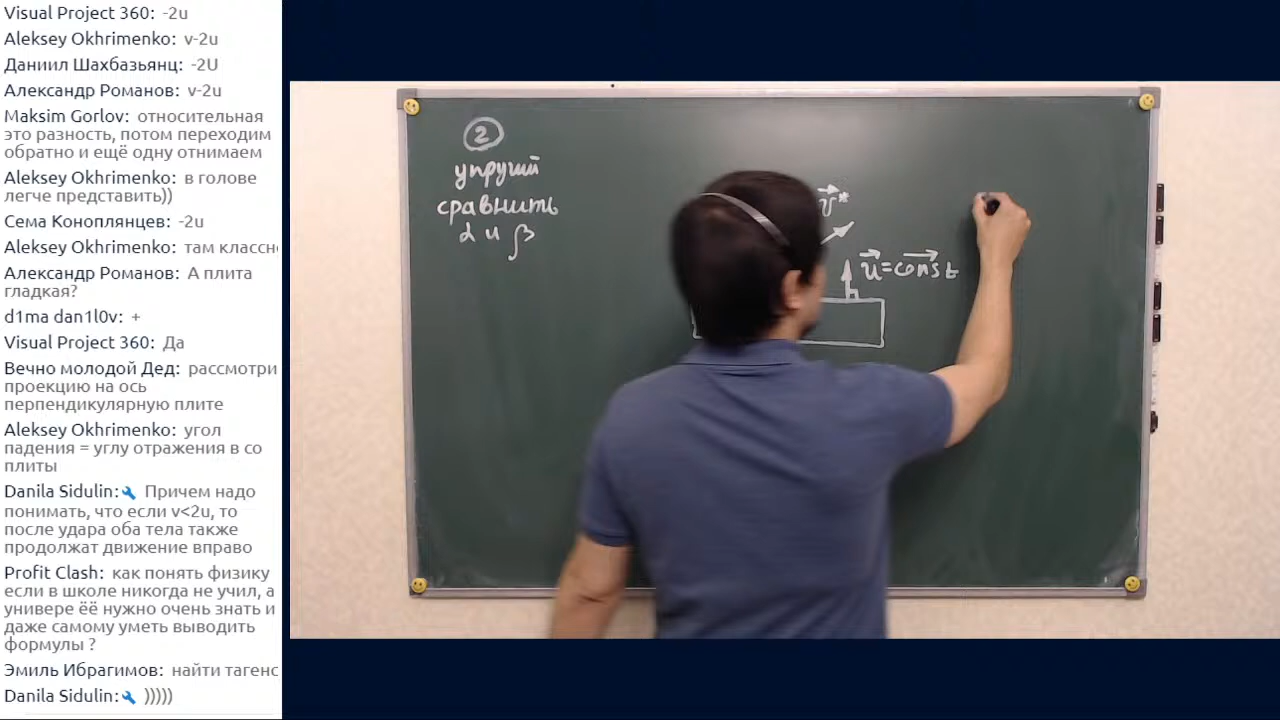 Visual Project 360: -2u
Aleksey Okhrimenko: v-2u
Даниил Шахбазьянц: -2U
Александр Романов: v-2u
Maksim Gorlov: относительная
это разность, потом переходим
обратно и ещё одну отнимаем
Aleksey Okhrimenko: в голове
легче представить))
Сема Коноплянцев: -2u
Aleksey Okhrimenko: там классн
Александр Романов: А плита
гладкая?
d1ma dan1l0v: +
Visual Project 360: Да
Вечно молодой Дед: рассмотри
проекцию на ось
перпендикулярную плите
Aleksey Okhrimenko: угол
падения = углу отражения в со
плиты
Danila Sidulin: Причем надо
понимать, что если v<2u, то
после удара оба тела также
продолжат движение вправо
Profit Clash: как понять физику
если в школе никогда не учил, а
универе ёё нужно очень знать и
даже самому уметь выводить
формулы ?
Эмиль Ибрагимов: найти тагенс
Danila Sidulin: )))))
2
упругий
сравнить
α и β
v*
u=const